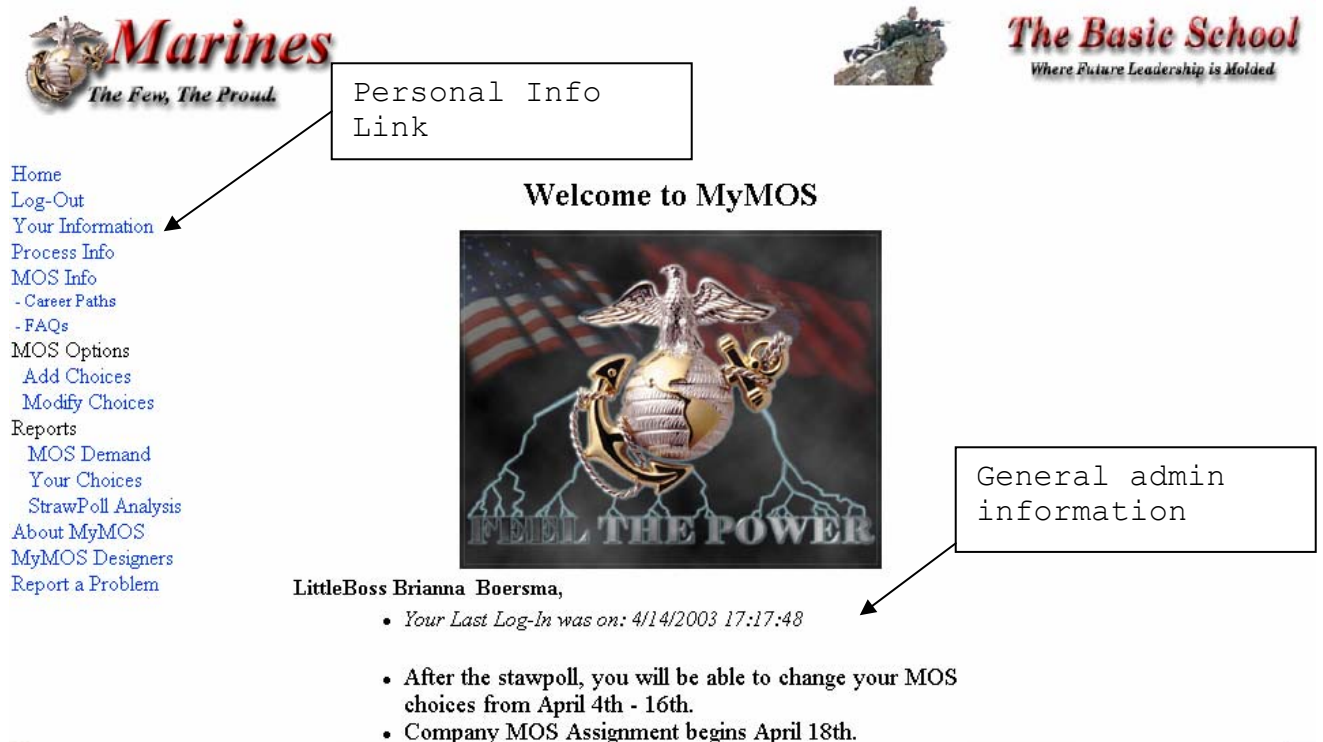 Marines
The Few, The Proud.
The Basic School
Where Future Leadership is Molded
Personal Info
Link
Home
Log-Out
Your Information
Process Info
MOS Info
- Career Paths
- FAQs
MOS Options
Add Choices
Modify Choices
Reports
MOS Demand
Your Choices
StrawPoll Analysis
About MyMOS
MyMOS Designers
Report a Problem
Welcome to MyMOS
FEEL THE POWER
General admin
information
LittleBoss Brianna Boersma,
• Your Last Log-In was on: 4/14/2003 17:17:48
• After the stawpoll, you will be able to change your MOS
choices from April 4th - 16th.
• Company MOS Assignment begins April 18th.